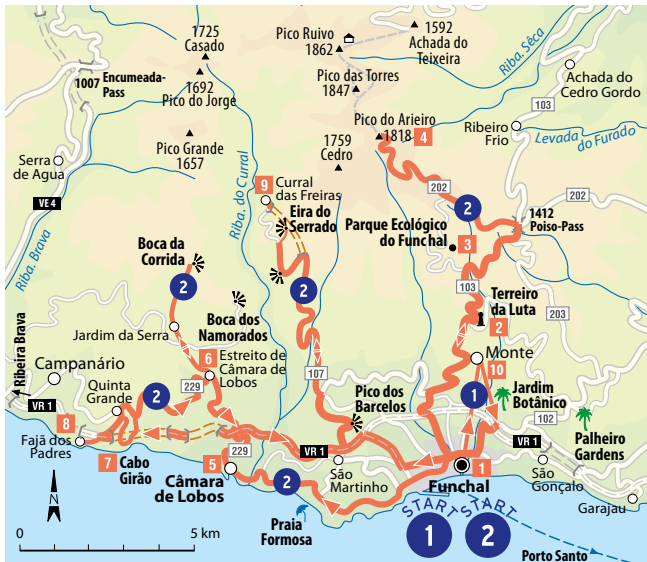 1725
Casado
Pico Ruivo
1862
1592
Achada do
Teixeira
Riba. Sêca
1007 Encumeada-
Pass
1692
Pico do Jorge
Pico das Torres
1847
Achada do
Cedro Gordo
103
Pico do Arieiro
1818
4
Ribeiro
Frio
Levada
do Furado
Pico Grande
1657
1759
Cedro
Serra
de Agua
VE4
Riba. Brava
Riba. do Curral
9
Curral
das Freiras
Eira do
Serrado
202
2
202
1412
Poiso-Pass
Parque Ecológico
do Funchal
3
Boca da
Corrida
2
2
103
Boca dos
Namorados
Terreiro
da Luta
2
203
Jardim da Serra
6
Estreito de
Câmara de
Lobos
Monte
10
Ribeira Brava
Campanário
107
Quinta
Grande
2
229
Pico dos
Barcelos
1
Jardim
Botânico
102
VR 1
8
Fajã dos
Padres
7
Cabo
Girão
229
VR 1
VR 1
Palheiro
Gardens
5
Câmara
de Lobos
2
São
Martinho
1
Funchal
São
Gonçalo
Garajau
N
Praia
Formosa
START
1
START
2
0
5 km
Porto Santo